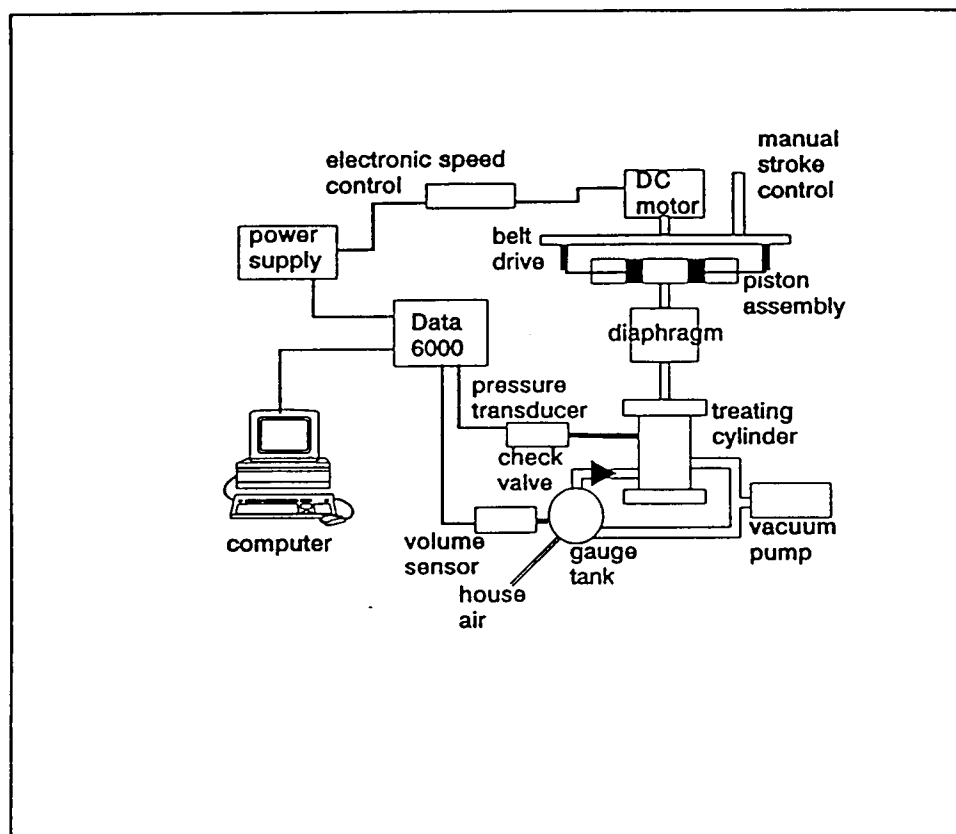 manual
stroke
control
electronic speed
control
DC
motor
power
supply
belt
drive
piston
assembly
Data
6000
diaphragm
pressure
transducer
treating
cylinder
check
valve
computer
volume
sensor
gauge
tank
vacuum
pump
house
air